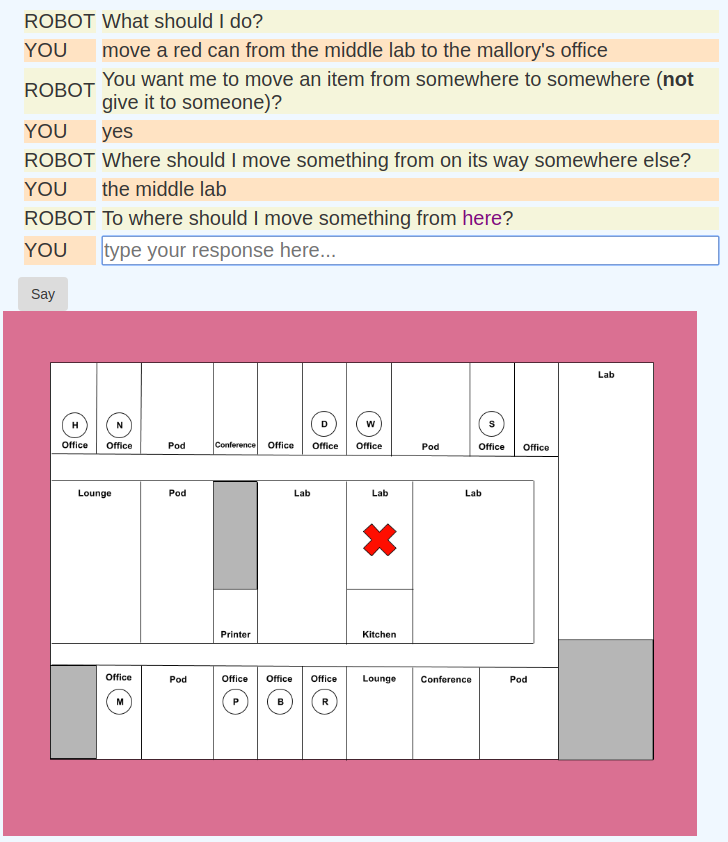 ROBOT What should I do?
YOU move a red can from the middle lab to the mallory's office
ROBOT You want me to move an item from somewhere to somewhere (not
give it to someone)?
YOU yes
ROBOT Where should I move something from on its way somewhere else?
YOU the middle lab
ROBOT To where should I move something from here?
YOU type your response here...
Say
Lab
H N D W S
Office Office Pod Conference Office Office Office Pod Office Office
Lounge Pod Lab Lab Lab
Printer Kitchen
Office Pod Office Office Office Lounge Conference Pod
M P B R